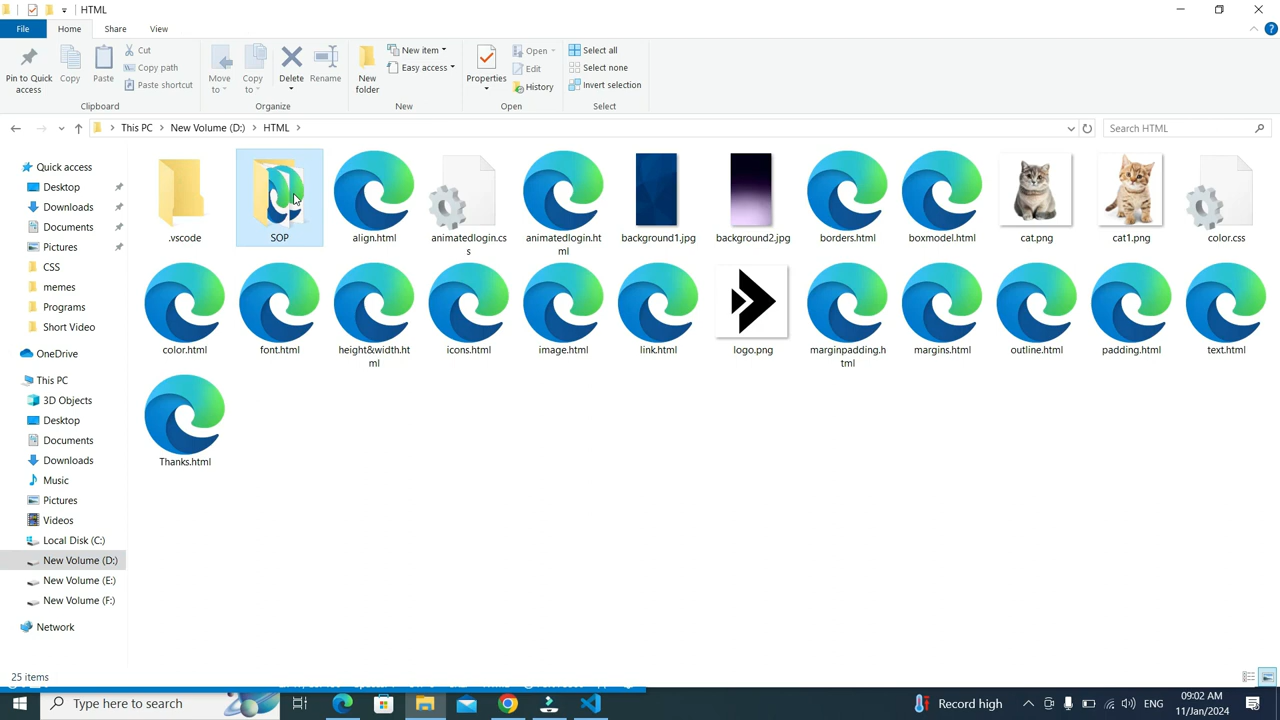 HTML
File Home Share View
Pin to Quick access
Copy
Paste
Cut
Copy path
Paste shortcut
Clipboard
Move to
Copy to
Delete
Rename
Organize
New folder
New item
Easy access
New
Properties
Open
Edit
History
Open
Select all
Select none
Invert selection
Select
This PC > New Volume (D:) > HTML >
Search HTML
Quick access
Desktop
Downloads
Documents
Pictures
CSS
memes
Programs
Short Video
OneDrive
This PC
3D Objects
Desktop
Documents
Downloads
Music
Pictures
Videos
Local Disk (C:)
New Volume (D:)
New Volume (E:)
New Volume (F:)
Network
.vscode
SOP
align.html
animatedlogin.cs
s
animatedlogin.ht
ml
background1.jpg
background2.jpg
borders.html
boxmodel.html
cat.png
cat1.png
color.css
color.html
font.html
height&width.ht
ml
icons.html
image.html
link.html
logo.png
marginpadding.h
tml
margins.html
outline.html
padding.html
text.html
Thanks.html
25 items
Type here to search
Record high
ENG
09:02 AM
11/Jan/2024